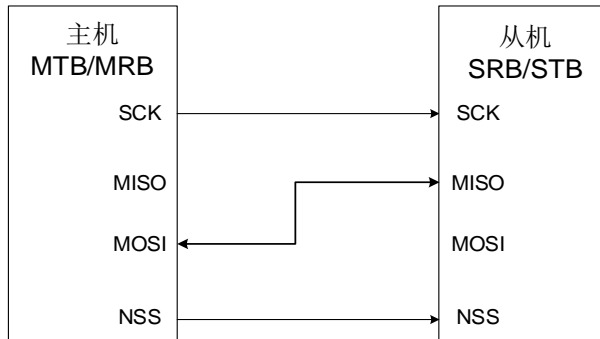 主机
MTB/MRB
SCK
MISO
MOSI
NSS
从机
SRB/STB
SCK
MISO
MOSI
NSS